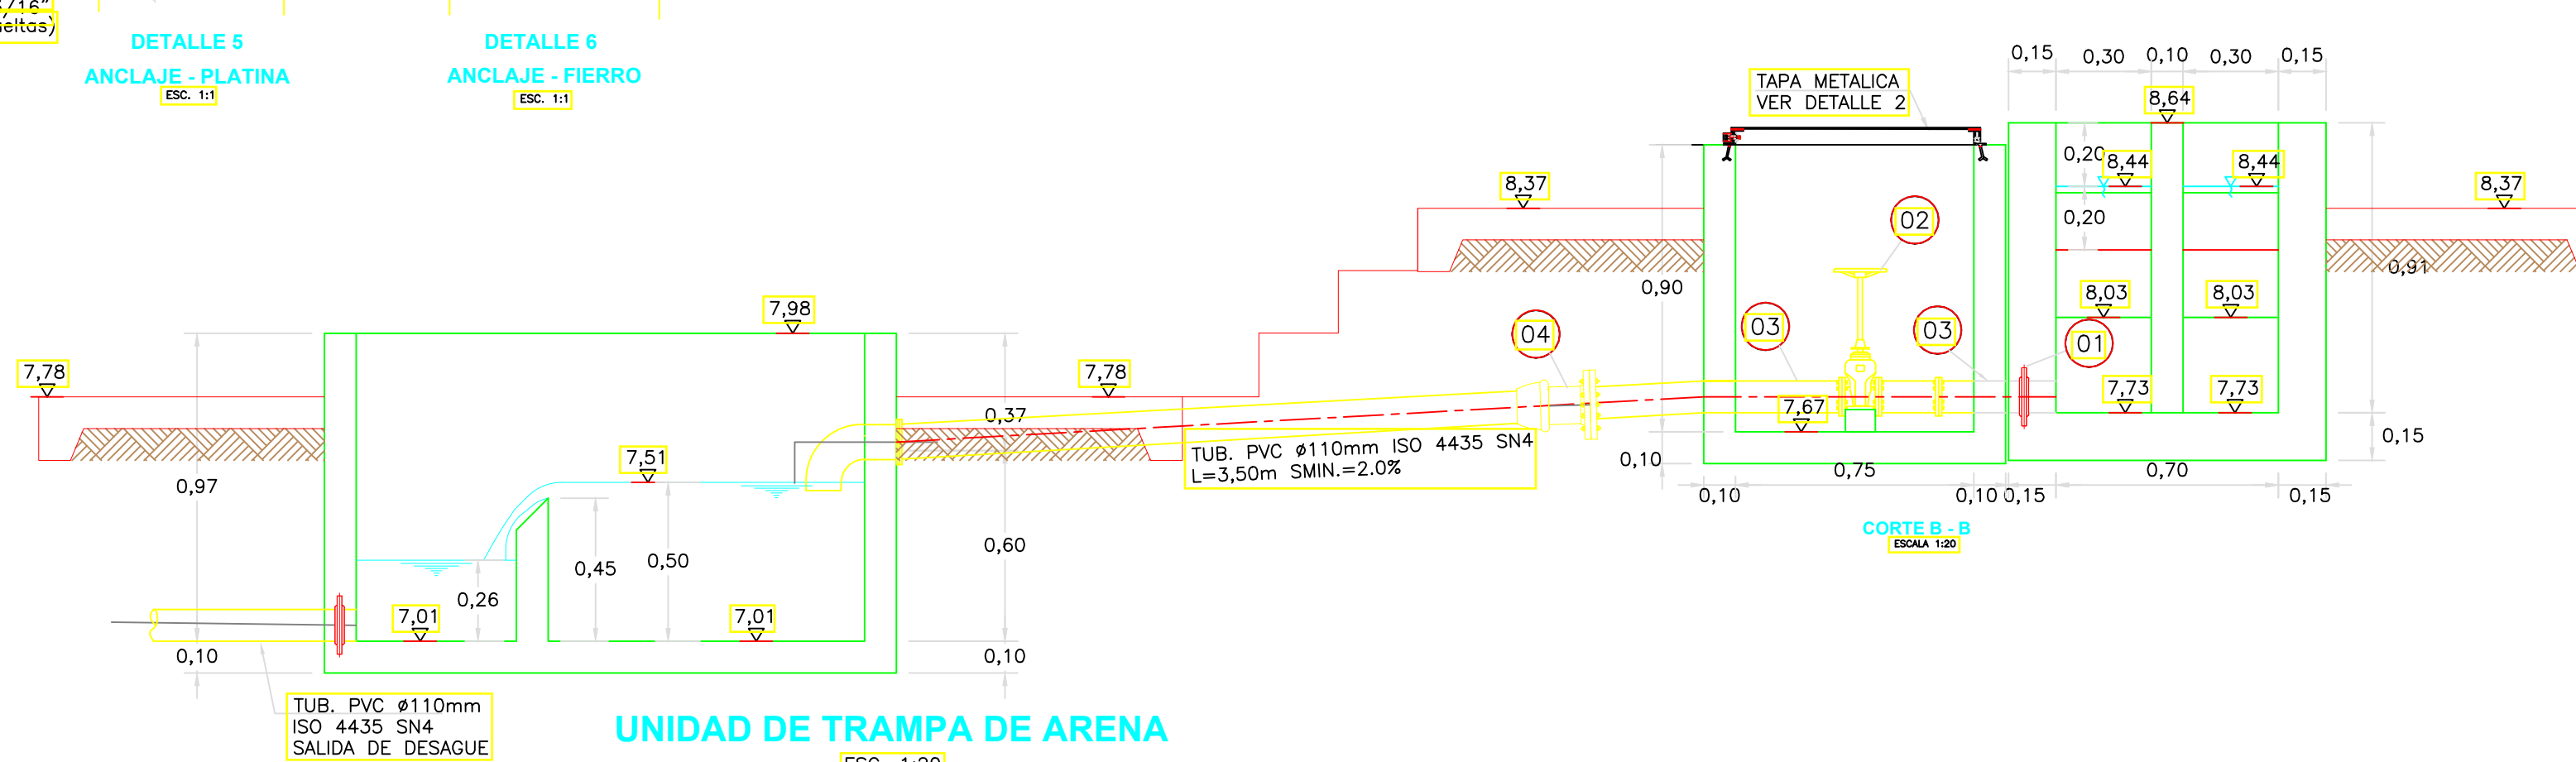 3/16"
eltas)
DETALLE 5
ANCLAJE - PLATINA
ESC. 1:1
DETALLE 6
ANCLAJE - FIERRO
ESC. 1:1
TAPA METALICA
VER DETALLE 2
0,15 0,30 0,10 0,30 0,15
8,64
0,20
8,44
8,44
8,37
8,37
0,20
02
0,91
0,90
8,03
8,03
7,98
04
03
03
01
7,78
7,78
7,73
7,73
0,37
7,67
TUB. PVC ø110mm ISO 4435 SN4
L=3,50m SMIN.=2.0%
0,15
0,10
0,75
0,70
0,10
0,10
0,15
0,15
CORTE B - B
ESCALA 1:20
7,51
0,97
0,60
0,45
0,50
0,26
7,01
7,01
0,10
0,10
TUB. PVC ø110mm
ISO 4435 SN4
SALIDA DE DESAGUE
UNIDAD DE TRAMPA DE ARENA
ESC. 1:20